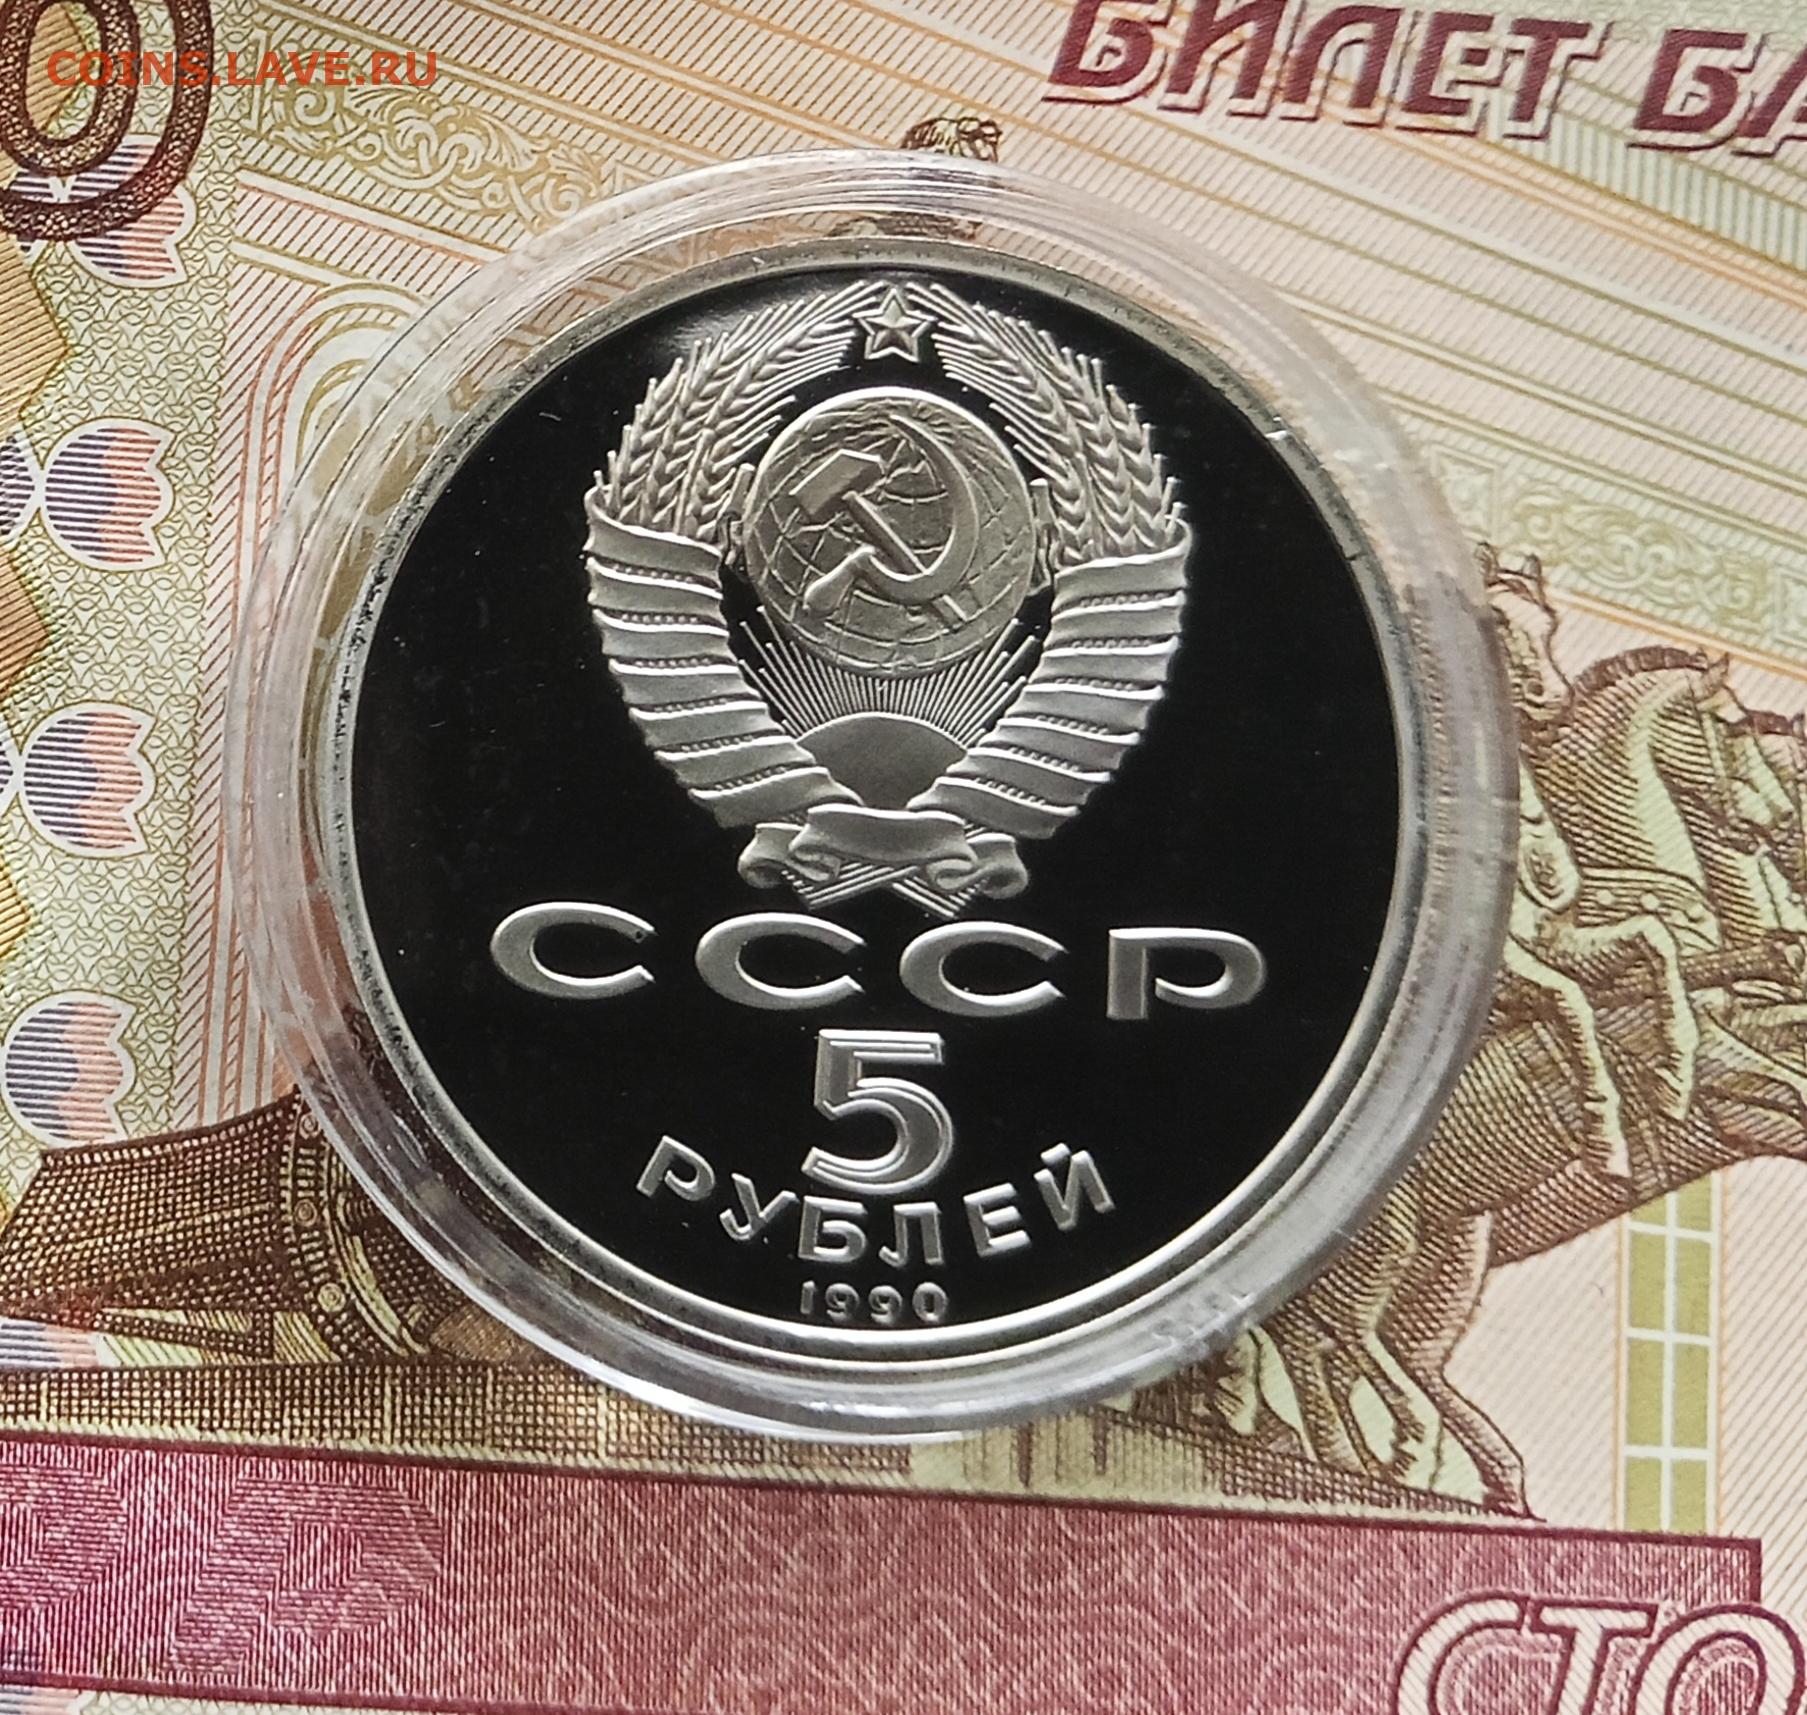 COINS.LAVE.RU
БИЛЕТ БА
СССР
5
РУБЛЕЙ
1990
СТО